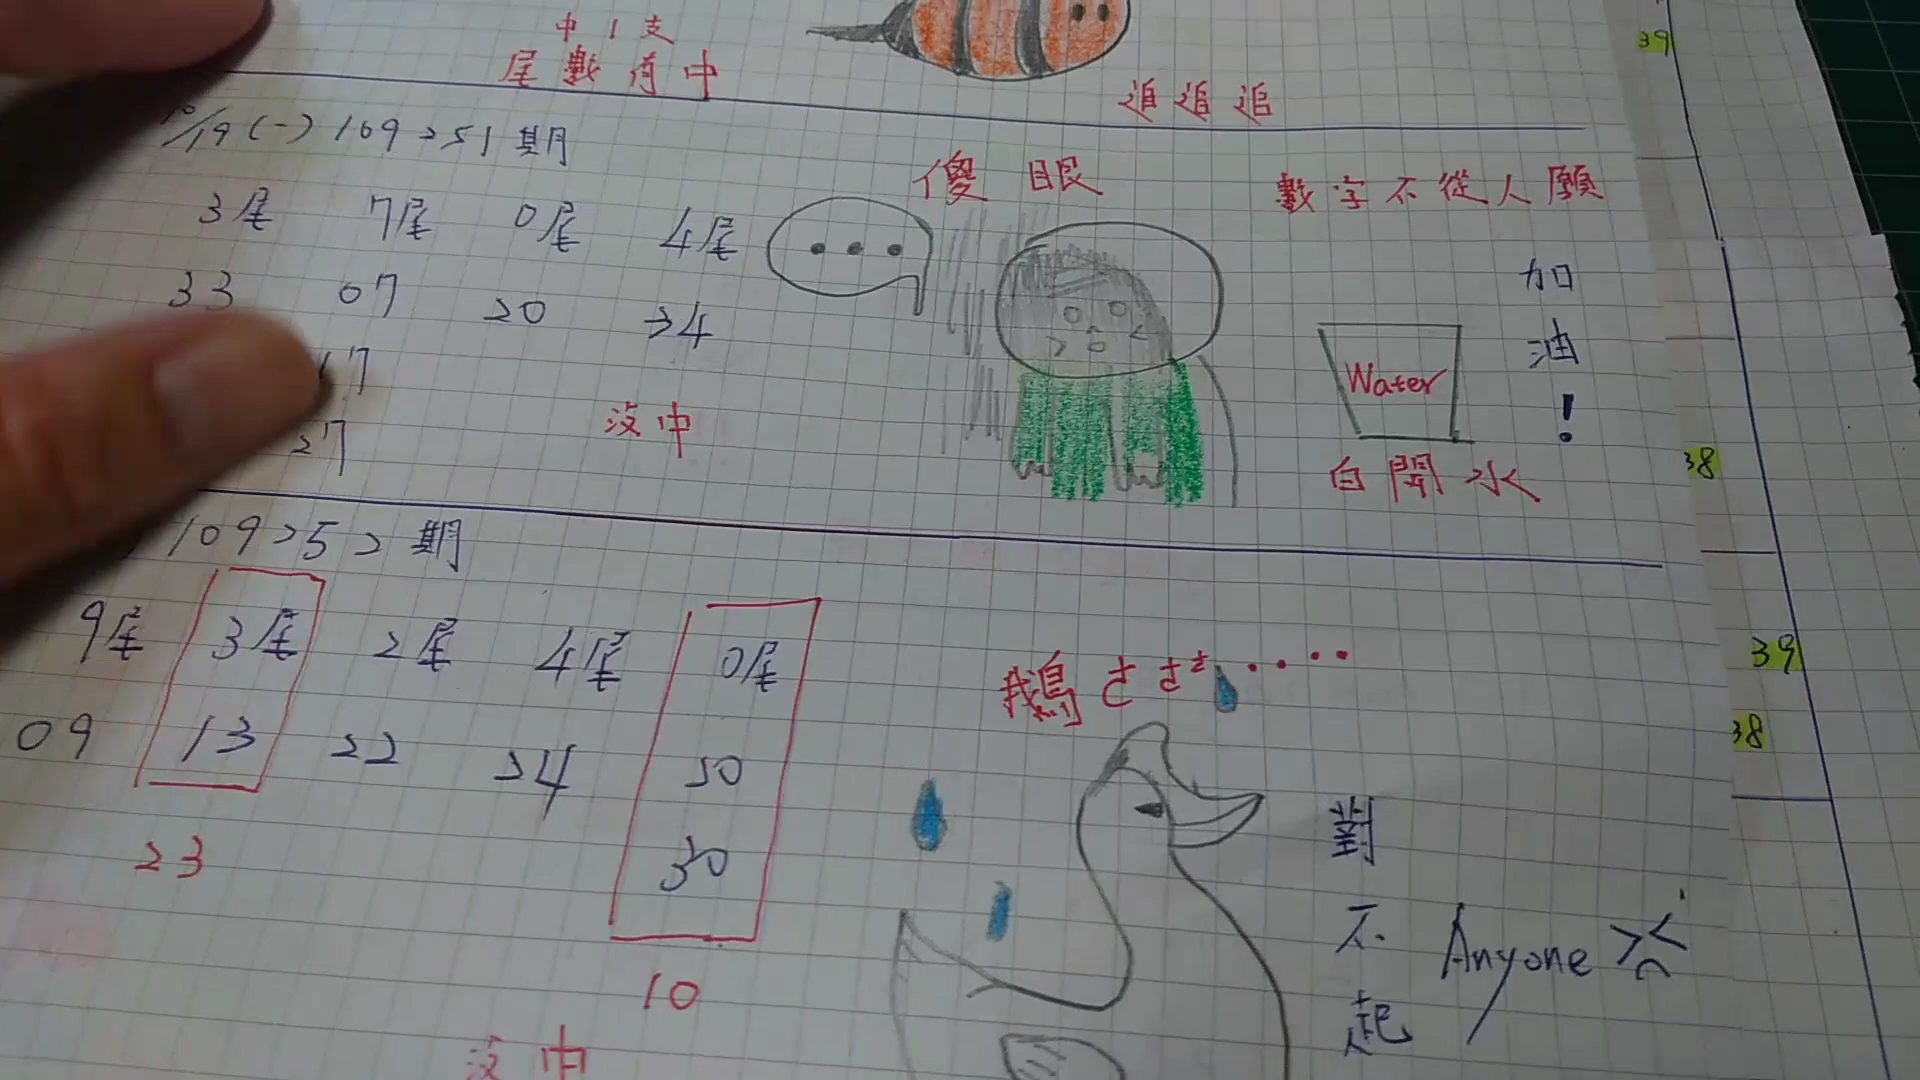 中1支
尾數有中
追追追
39
10/19(一)109251期
傻眼
數字不從人願
3尾 7尾 0尾 4尾
33 07 20 24
17
27
沒中
加油!
Water
白開水
38
109252期
9尾 3尾 2尾 4尾 0尾
09 13 22 24 20
30
23
10
沒中
鵝ささぎ・・・・
39
38
對不起
Anyone